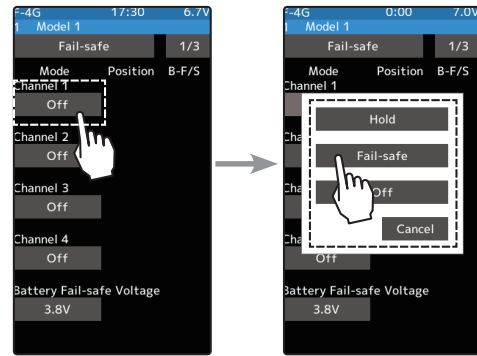 F-4G 17:30 6.7V
1 Model 1
Fail-safe 1/3
Mode Position B-F/S
Channel 1
Off
Channel 2
Off
Channel 3
Off
Channel 4
Off
Battery Fail-safe Voltage
3.8V
F-4G 0:00 7.0V
1 Model 1
Fail-safe 1/3
Mode Position B-F/S
Channel 1
Hold
Cha
Fail-safe
Cha
Off
Cancel
Cha
Off
Battery Fail-safe Voltage
3.8V